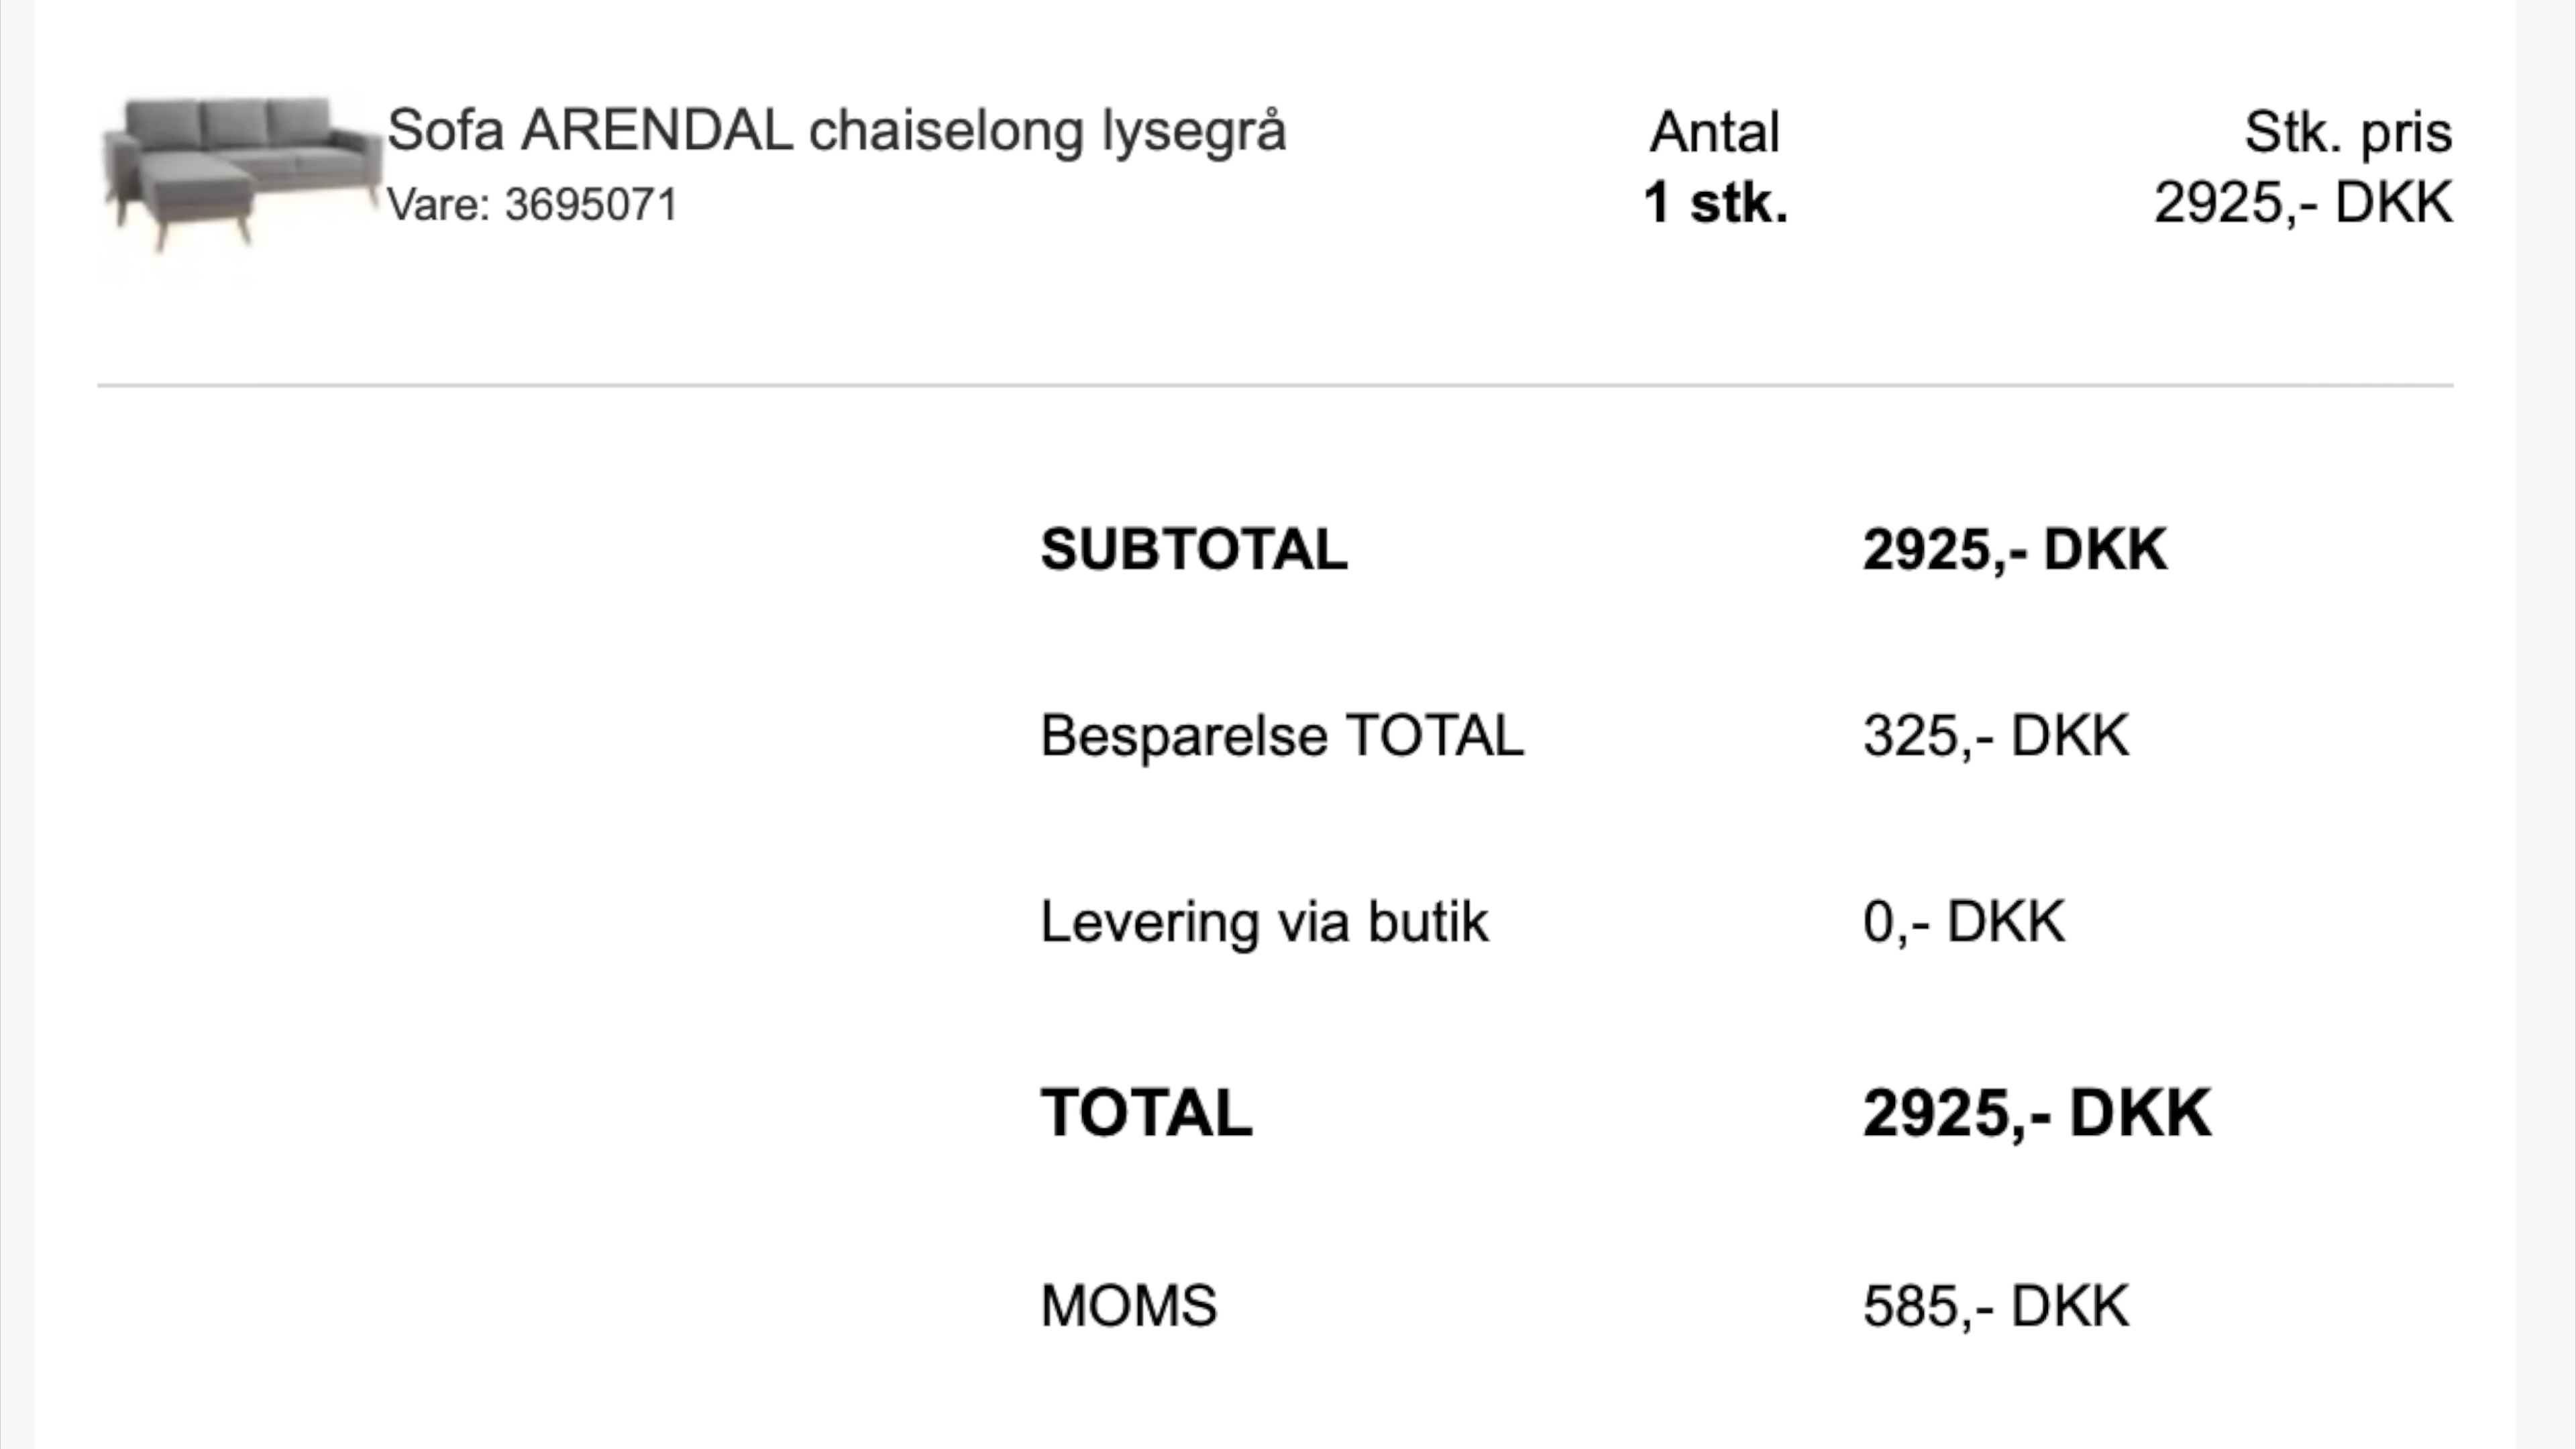 Sofa ARENDAL chaiselong lysegrå
Vare: 3695071
Antal
1 stk.
Stk. pris
2925,- DKK
SUBTOTAL 2925,- DKK
Besparelse TOTAL 325,- DKK
Levering via butik 0,- DKK
TOTAL 2925,- DKK
MOMS 585,- DKK